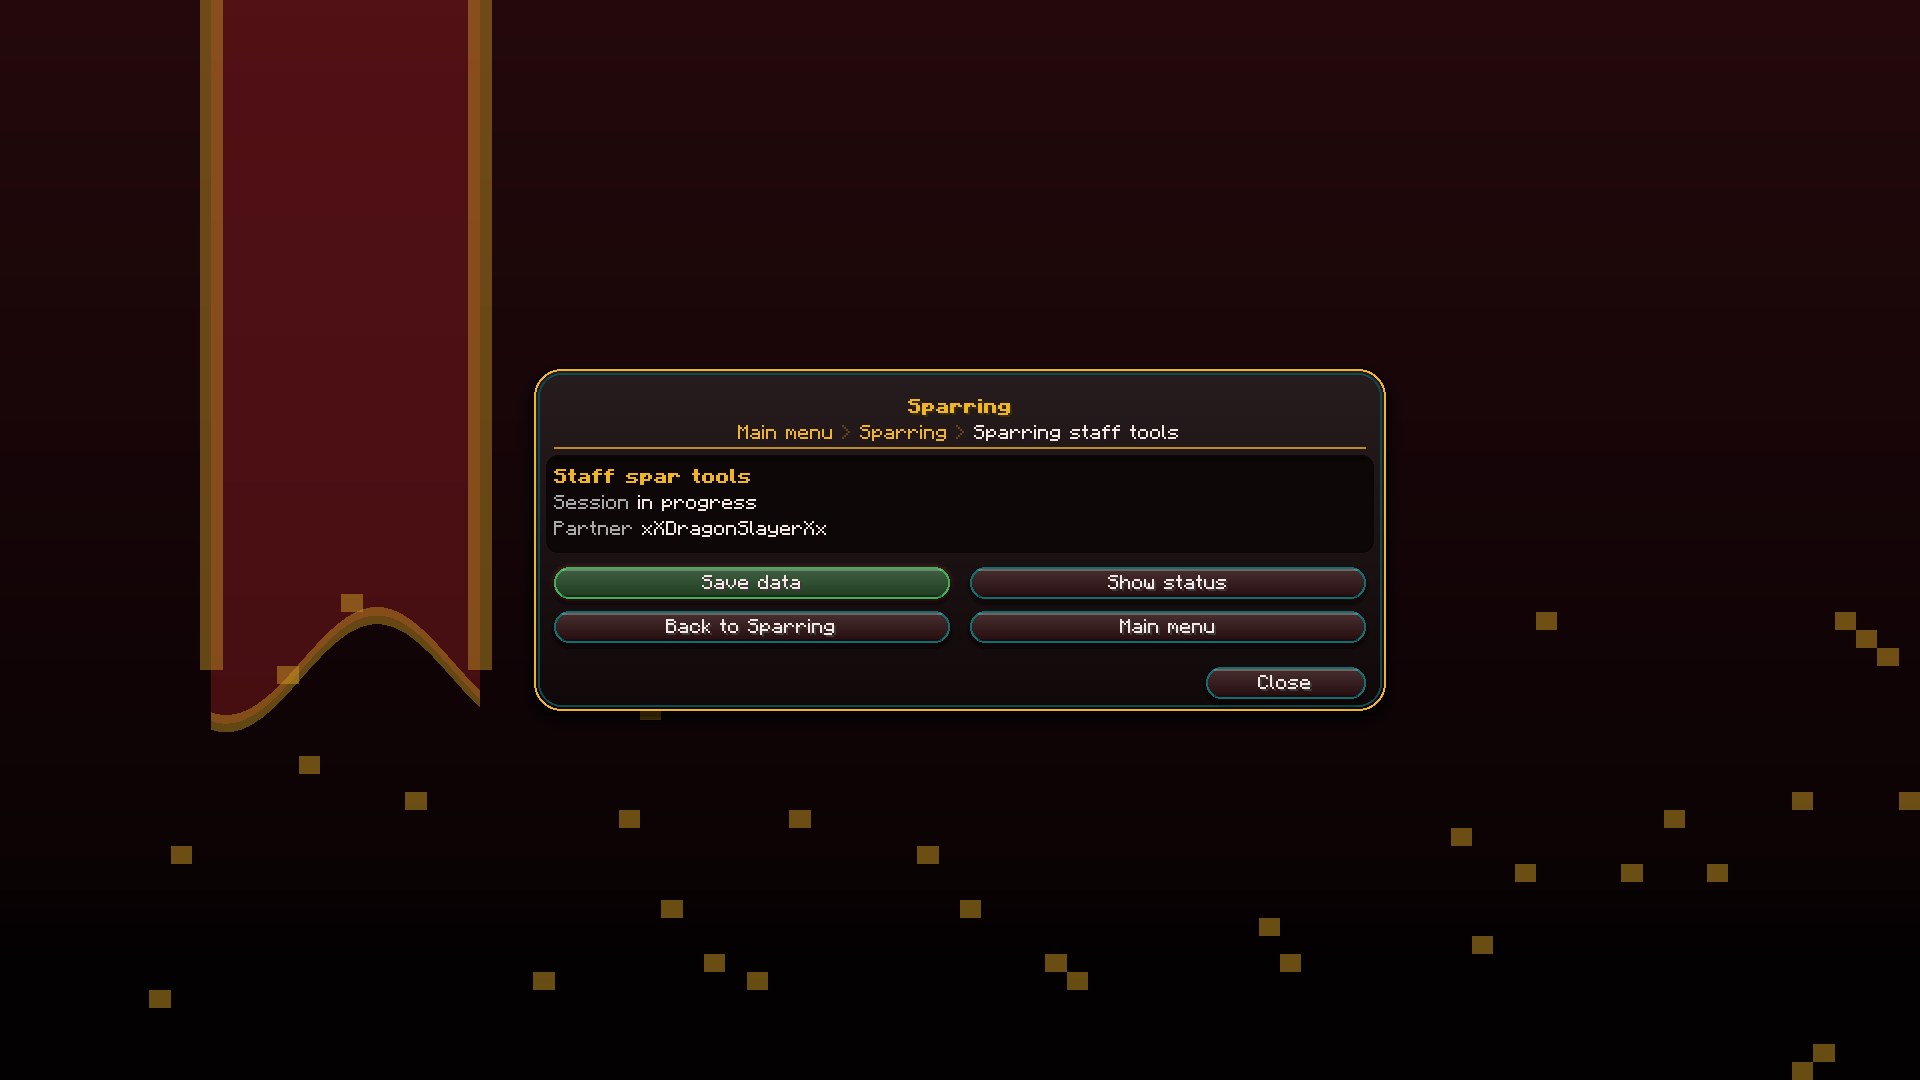 Sparring
Main menu > Sparring > Sparring staff tools
Staff spar tools
Session in progress
Partner xXDragonSlayerXx
Save data
Show status
Back to Sparring
Main menu
Close